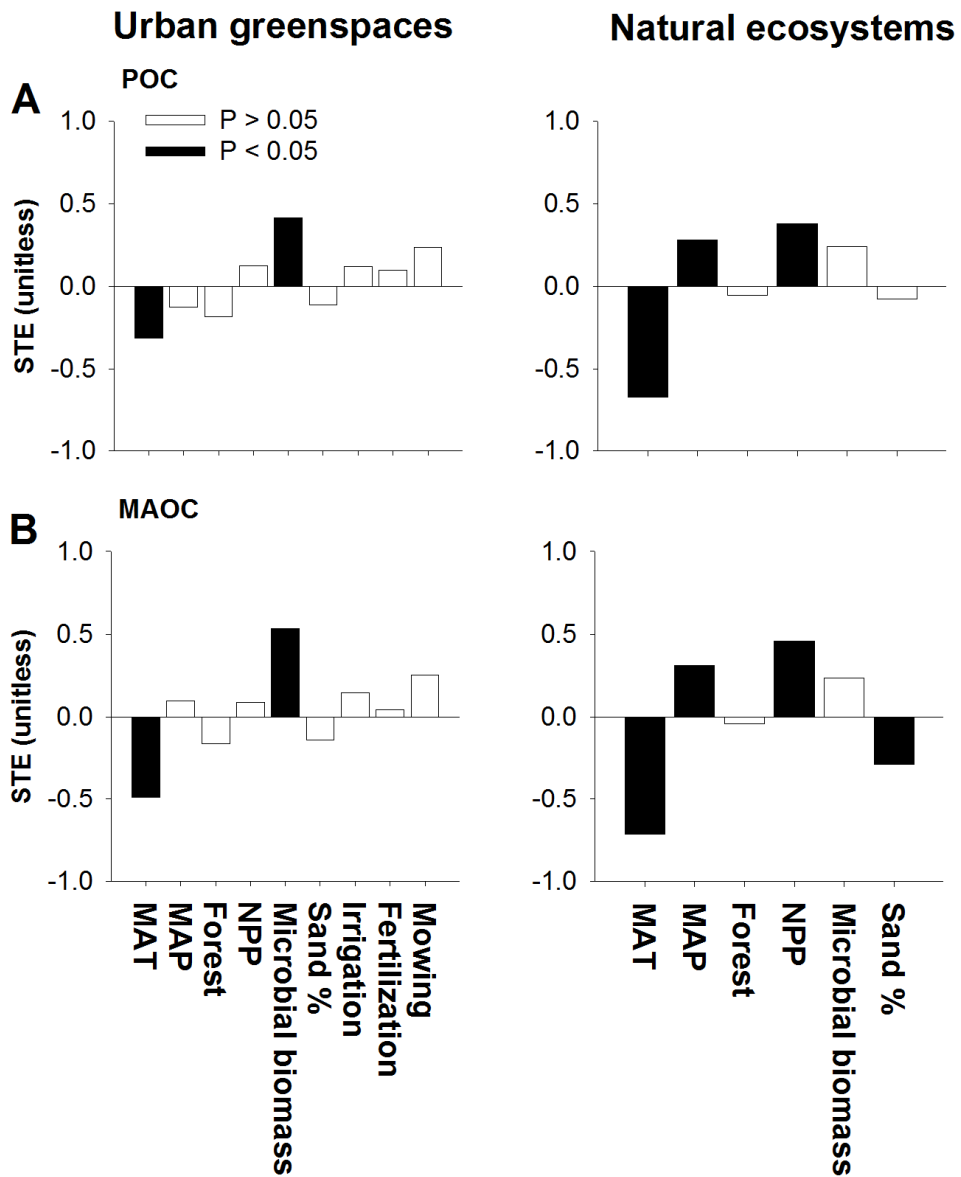 Urban greenspaces
Natural ecosystems
A
POC
P > 0.05
P < 0.05
STE (unitless)
1.0
0.5
0.0
-0.5
-1.0
1.0
0.5
0.0
-0.5
-1.0
B
MAOC
STE (unitless)
1.0
0.5
0.0
-0.5
-1.0
MAT
MAP
Forest
NPP
Microbial biomass
Sand %
Irrigation
Fertilization
Mowing
1.0
0.5
0.0
-0.5
-1.0
MAT
MAP
Forest
NPP
Microbial biomass
Sand %